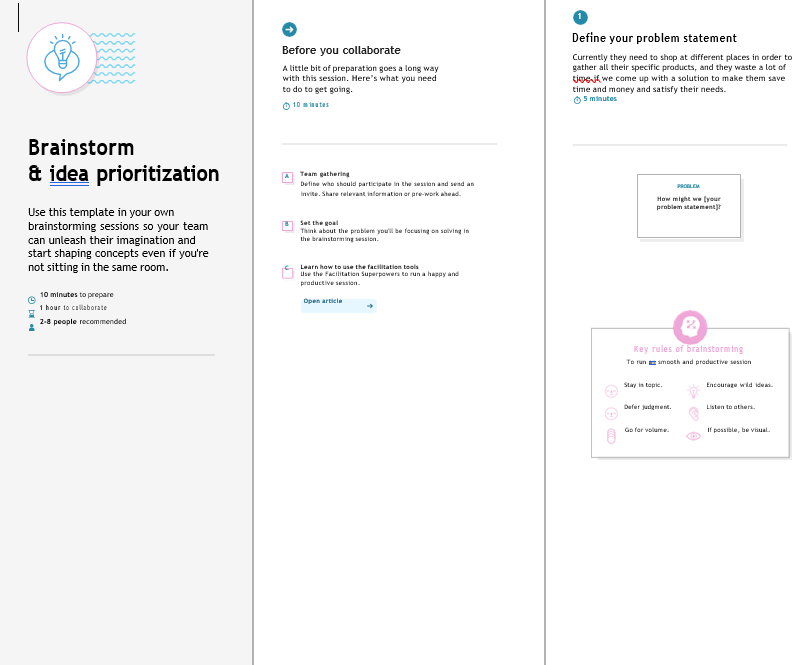 Brainstorm
& idea prioritization
Use this template in your own
brainstorming sessions so your team
can unleash their imagination and
start shaping concepts even if you're
not sitting in the same room.
10 minutes to prepare
1 hour to collaborate
2-8 people recommended
Before you collaborate
A little bit of preparation goes a long way
with this session. Here's what you need
to do to get going.
10 minutes
A
Team gathering
Define who should participate in the session and send an
invite. Share relevant information or pre-work ahead.
B
Set the goal
Think about the problem you'll be focusing on solving in
the brainstorming session.
C
Learn how to use the facilitation tools
Use the Facilitation Superpowers to run a happy and
productive session.
Open article
1
Define your problem statement
Currently they need to shop at different places in order to
gather all their specific products, and they waste a lot of
time.if we come up with a solution to make them save
time and money and satisfy their needs.
5 minutes
PROBLEM
How might we [your
problem statement]?
Key rules of brainstorming
To run an smooth and productive session
Stay in topic.
Encourage wild ideas.
Defer judgment.
Listen to others.
Go for volume.
If possible, be visual.